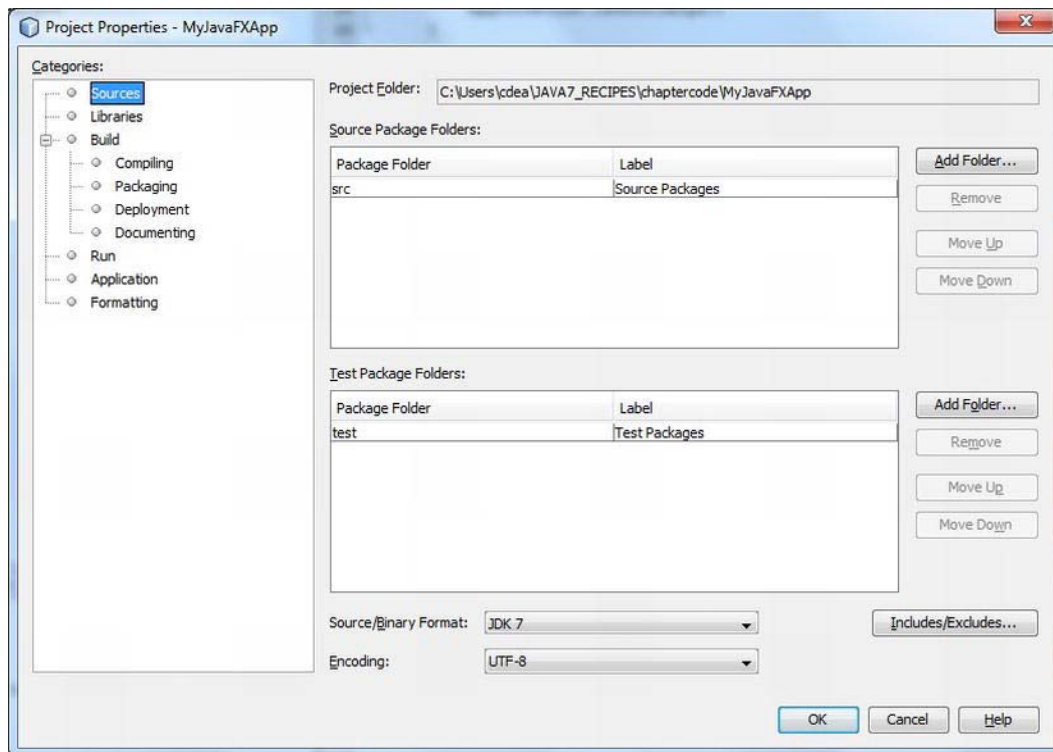 Project Properties - MyJavaFXApp
Categories:
Sources
Libraries
Build
Compiling
Packaging
Deployment
Documenting
Run
Application
Formatting
Project Folder: C:\Users\cdea\JAVA7_RECIPES\chaptercode\MyJavaFXApp
Source Package Folders:
Package Folder Label
src Source Packages
Add Folder...
Remove
Move Up
Move Down
Test Package Folders:
Package Folder Label
test Test Packages
Add Folder...
Remove
Move Up
Move Down
Source/Binary Format: JDK 7
Includes/Excludes...
Encoding: UTF-8
OK Cancel Help